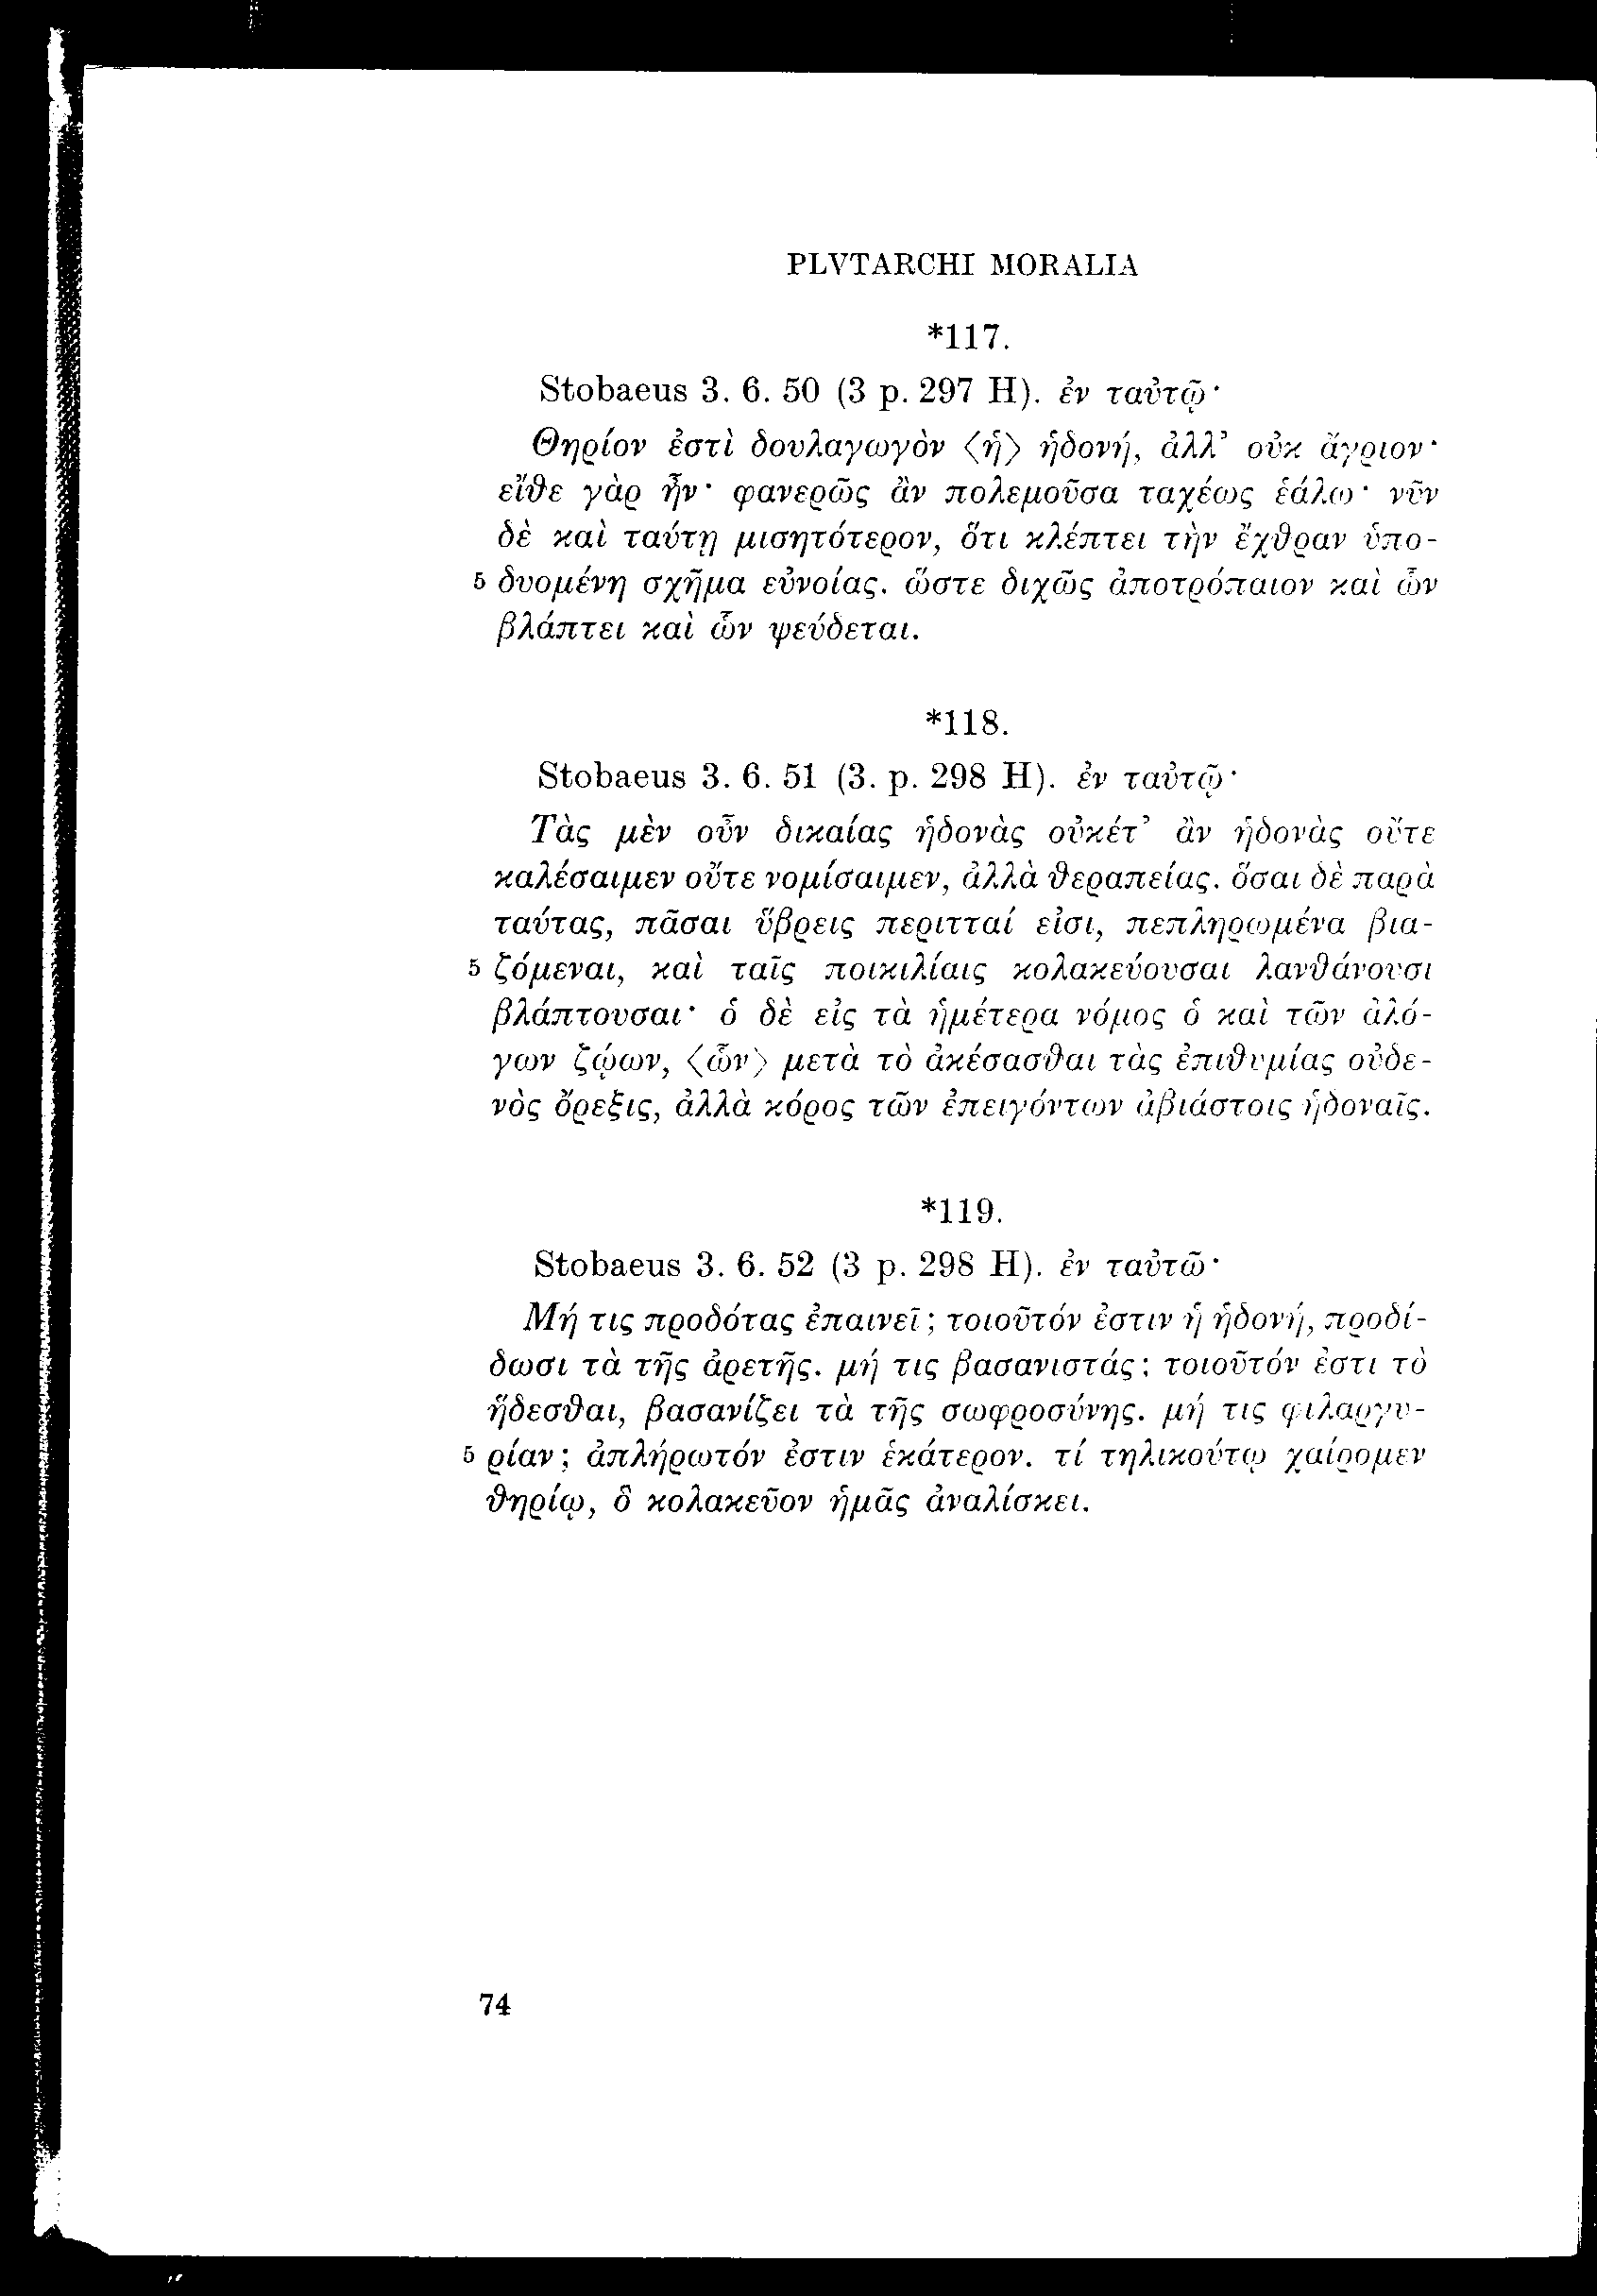 PLVTARCHI MORALIA
*117.
Stobaeus 3. 6. 50 (3 p. 297 H). ἐν ταὐτῷ·
Θηρίον ἐστὶ δουλαγωγὸν ⟨ἡ⟩ ἡδονή, ἀλλ’ οὐκ ἄγριον·
εἴθε γὰρ ἦν· φανερῶς ἂν πολεμοῦσα ταχέως ἑάλω· νῦν
δὲ καὶ ταύτῃ μισητότερον, ὅτι κλέπτει τὴν ἔχθραν ὑπο-
5 δυομένη σχῆμα εὐνοίας. ὥστε διχῶς ἀποτρόπαιον καὶ ὧν
βλάπτει καὶ ὧν ψεύδεται.
*118.
Stobaeus 3. 6. 51 (3. p. 298 H). ἐν ταὐτῷ·
Τὰς μὲν οὖν δικαίας ἡδονὰς οὐκέτ’ ἂν ἡδονὰς οὔτε
καλέσαιμεν οὔτε νομίσαιμεν, ἀλλὰ θεραπείας. ὅσαι δὲ παρὰ
ταύτας, πᾶσαι ὕβρεις περιτταί εἰσι, πεπληρωμένα βια-
5 ζόμεναι, καὶ ταῖς ποικιλίαις κολακεύουσαι λανθάνουσι
βλάπτουσαι· ὁ δὲ εἰς τὰ ἡμέτερα νόμος ὁ καὶ τῶν ἀλό-
γων ζῴων, ⟨ὧν⟩ μετὰ τὸ ἀκέσασθαι τὰς ἐπιθυμίας οὐδε-
νὸς ὄρεξις, ἀλλὰ κόρος τῶν ἐπειγόντων ἀβιάστοις ἡδοναῖς.
*119.
Stobaeus 3. 6. 52 (3 p. 298 H). ἐν ταὐτῶ·
Μή τις προδότας ἐπαινεῖ; τοιοῦτόν ἐστιν ἡ ἡδονή, προδί-
δωσι τὰ τῆς ἀρετῆς. μή τις βασανιστάς; τοιοῦτόν ἐστι τὸ
ἥδεσθαι, βασανίζει τὰ τῆς σωφροσύνης. μή τις φιλαργυ-
5 ρίαν; ἀπλήρωτόν ἐστιν ἑκάτερον. τί τηλικούτῳ χαίρομεν
θηρίῳ, ὃ κολακεῦον ἡμᾶς ἀναλίσκει.
74